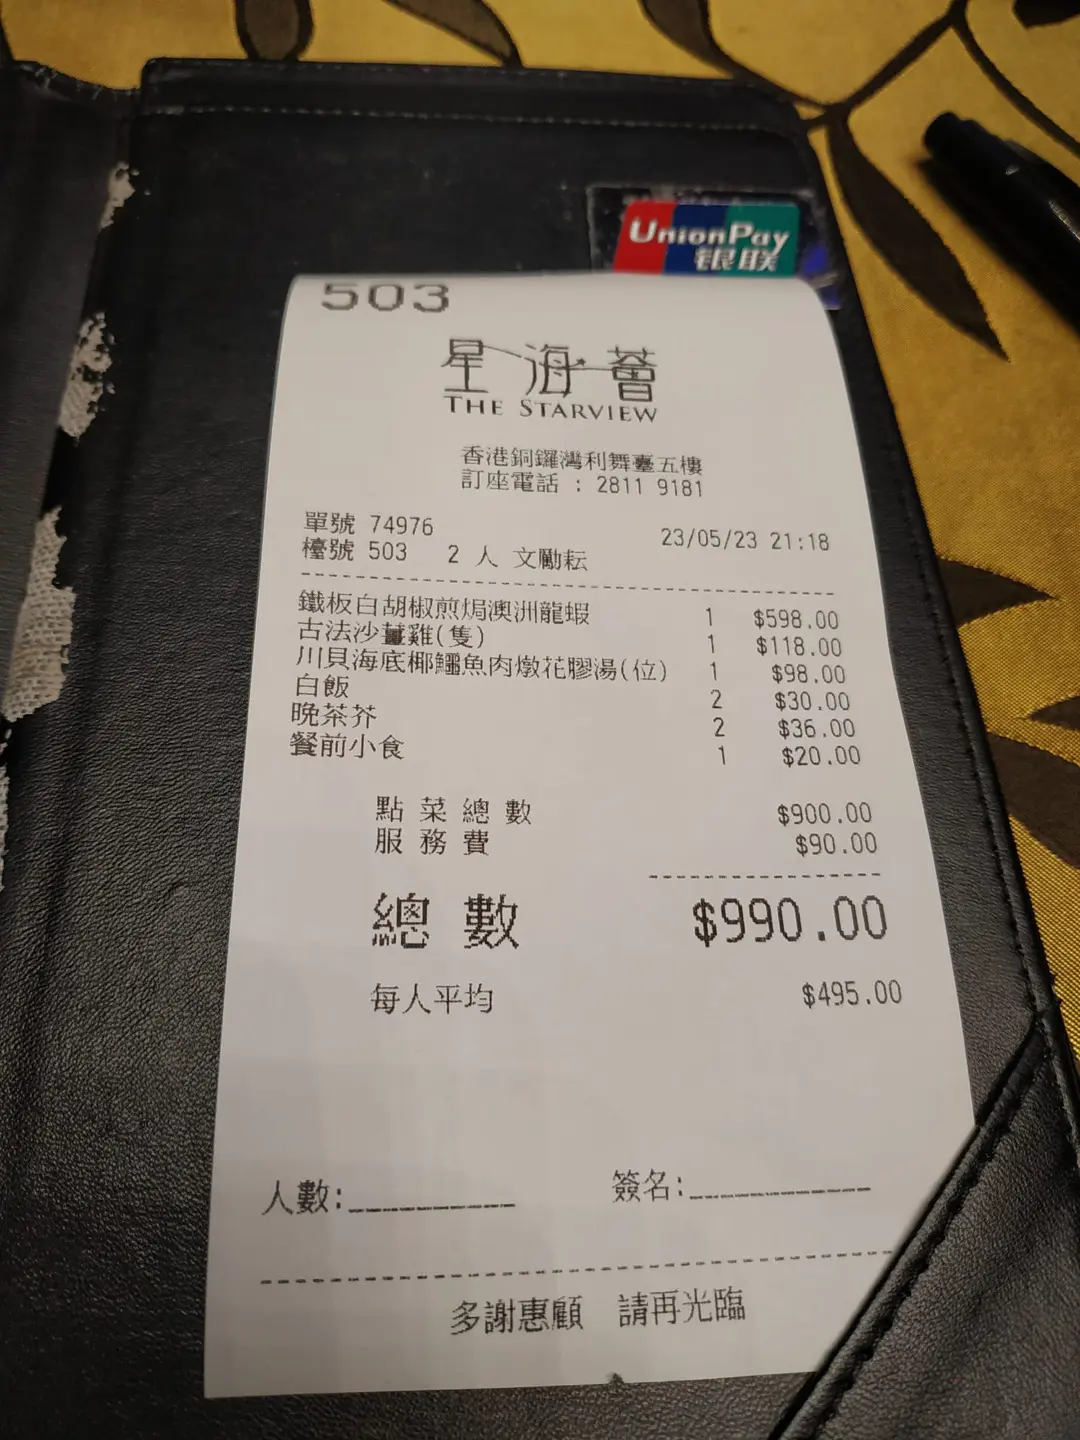 UnionPay
银联
503
星海薈
THE STARVIEW
香港銅鑼灣利舞臺五樓
訂座電話 : 2811 9181
單號 74976 23/05/23 21:18
檯號 503 2 人 文勵耘
鐵板白胡椒煎焗澳洲龍蝦 1 $598.00
古法沙薑雞(隻) 1 $118.00
川貝海底椰鱷魚肉燉花膠湯(位) 1 $98.00
白飯 2 $30.00
晚茶芥 2 $36.00
餐前小食 1 $20.00
點菜總數 $900.00
服務費 $90.00
總數 $990.00
每人平均 $495.00
人數: 簽名:
多謝惠顧 請再光臨